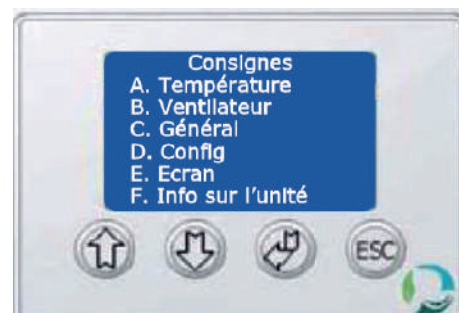 Consignes
A. Température
B. Ventilateur
C. Général
D. Config
E. Ecran
F. Info sur l'unité
ESC